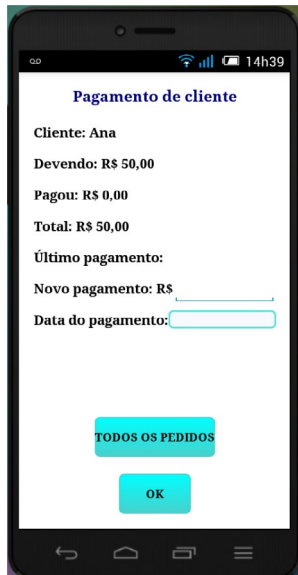 14h39
Pagamento de cliente
Cliente: Ana
Devendo: R$ 50,00
Pagou: R$ 0,00
Total: R$ 50,00
Último pagamento:
Novo pagamento: R$
Data do pagamento:
TODOS OS PEDIDOS
OK